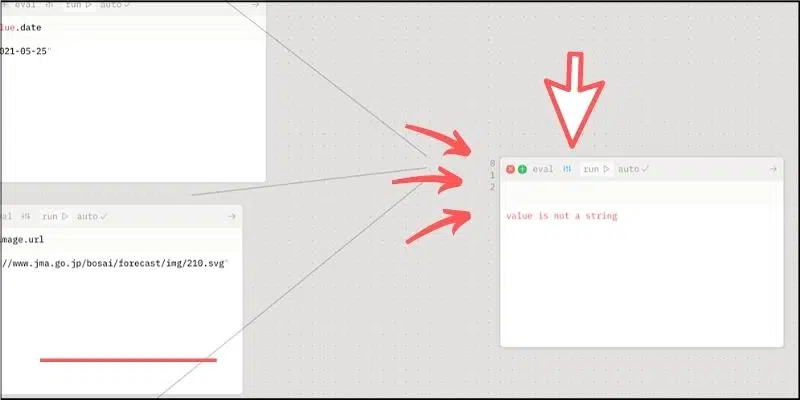 eval run ▷ auto ✓ →
lue.date
021-05-25"
al run ▷ auto ✓ →
mage.url
//www.jma.go.jp/bosai/forecast/img/210.svg"
0
1
2
eval run ▷ auto ✓ →
value is not a string